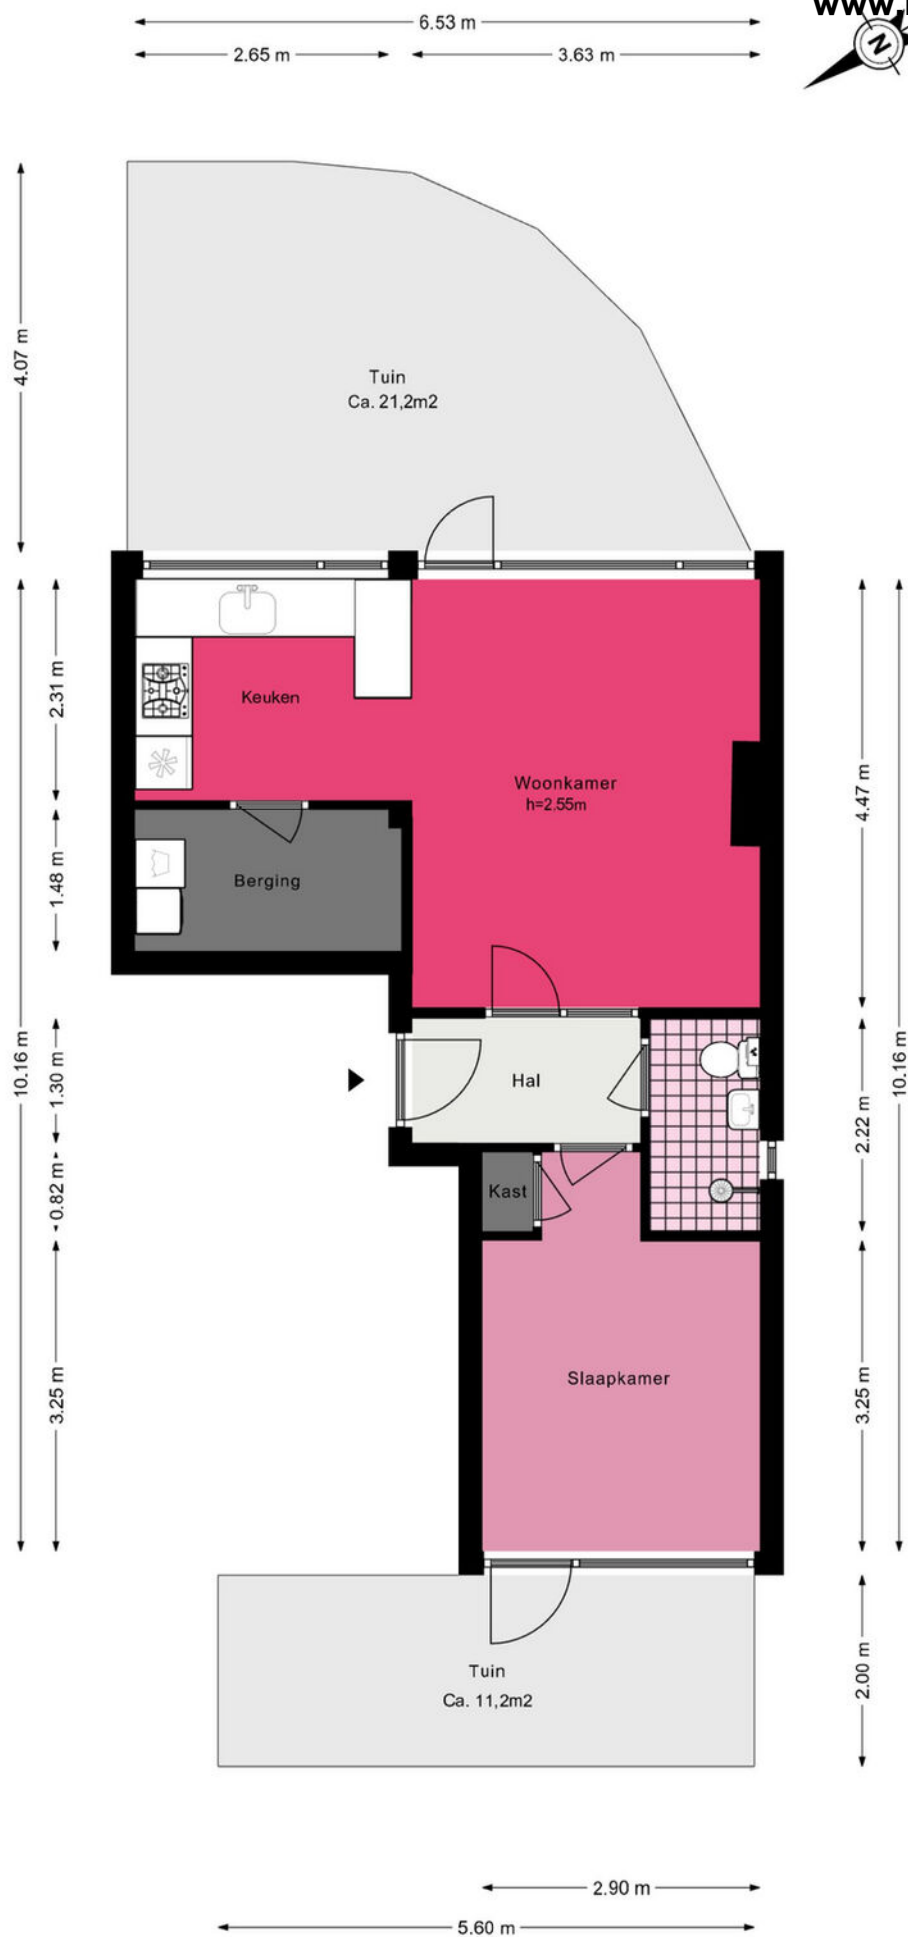 6.53 m
2.65 m
3.63 m
N
4.07 m
Tuin
Ca. 21,2m2
Keuken
Woonkamer
h=2.55m
Berging
2.31 m
1.48 m
4.47 m
10.16 m
10.16 m
1.30 m
Hal
2.22 m
0.82 m
Kast
3.25 m
Slaapkamer
3.25 m
Tuin
Ca. 11,2m2
2.00 m
2.90 m
5.60 m